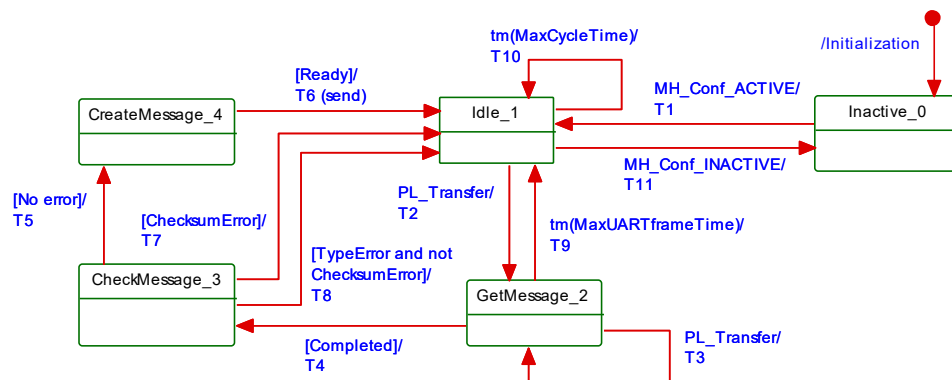 /Initialization
tm(MaxCycleTime)/
T10
[Ready]/
T6 (send)
MH_Conf_ACTIVE/
T1
CreateMessage_4
Idle_1
Inactive_0
MH_Conf_INACTIVE/
T11
[No error]/
T5
PL_Transfer/
T2
[ChecksumError]/
T7
tm(MaxUARTframeTime)/
T9
[TypeError and not
ChecksumError]/
T8
CheckMessage_3
GetMessage_2
[Completed]/
T4
PL_Transfer/
T3